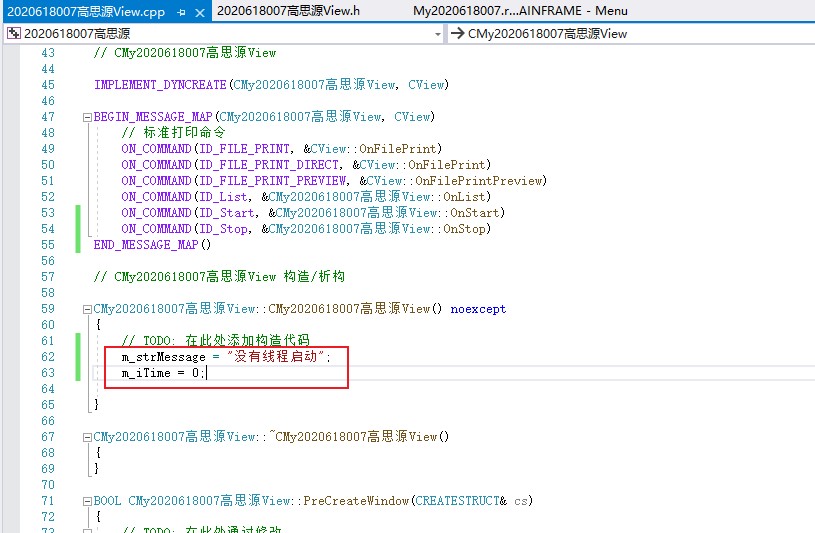 2020618007高思源View.cpp
2020618007高思源View.h
My2020618007.r...AINFRAME - Menu
2020618007高思源
CMy2020618007高思源View
43 // CMy2020618007高思源View
44
45 IMPLEMENT_DYNCREATE(CMy2020618007高思源View, CView)
46
47 BEGIN_MESSAGE_MAP(CMy2020618007高思源View, CView)
48 // 标准打印命令
49 ON_COMMAND(ID_FILE_PRINT, &CView::OnFilePrint)
50 ON_COMMAND(ID_FILE_PRINT_DIRECT, &CView::OnFilePrint)
51 ON_COMMAND(ID_FILE_PRINT_PREVIEW, &CView::OnFilePrintPreview)
52 ON_COMMAND(ID_List, &CMy2020618007高思源View::OnList)
53 ON_COMMAND(ID_Start, &CMy2020618007高思源View::OnStart)
54 ON_COMMAND(ID_Stop, &CMy2020618007高思源View::OnStop)
55 END_MESSAGE_MAP()
56
57 // CMy2020618007高思源View 构造/析构
58
59 CMy2020618007高思源View::CMy2020618007高思源View() noexcept
60 {
61 // TODO: 在此处添加构造代码
62 m_strMessage = "没有线程启动";
63 m_iTime = 0;
64
65 }
66
67 CMy2020618007高思源View::~CMy2020618007高思源View()
68 {
69 }
70
71 BOOL CMy2020618007高思源View::PreCreateWindow(CREATESTRUCT& cs)
72 {
73 // TODO: 在此处通过修改